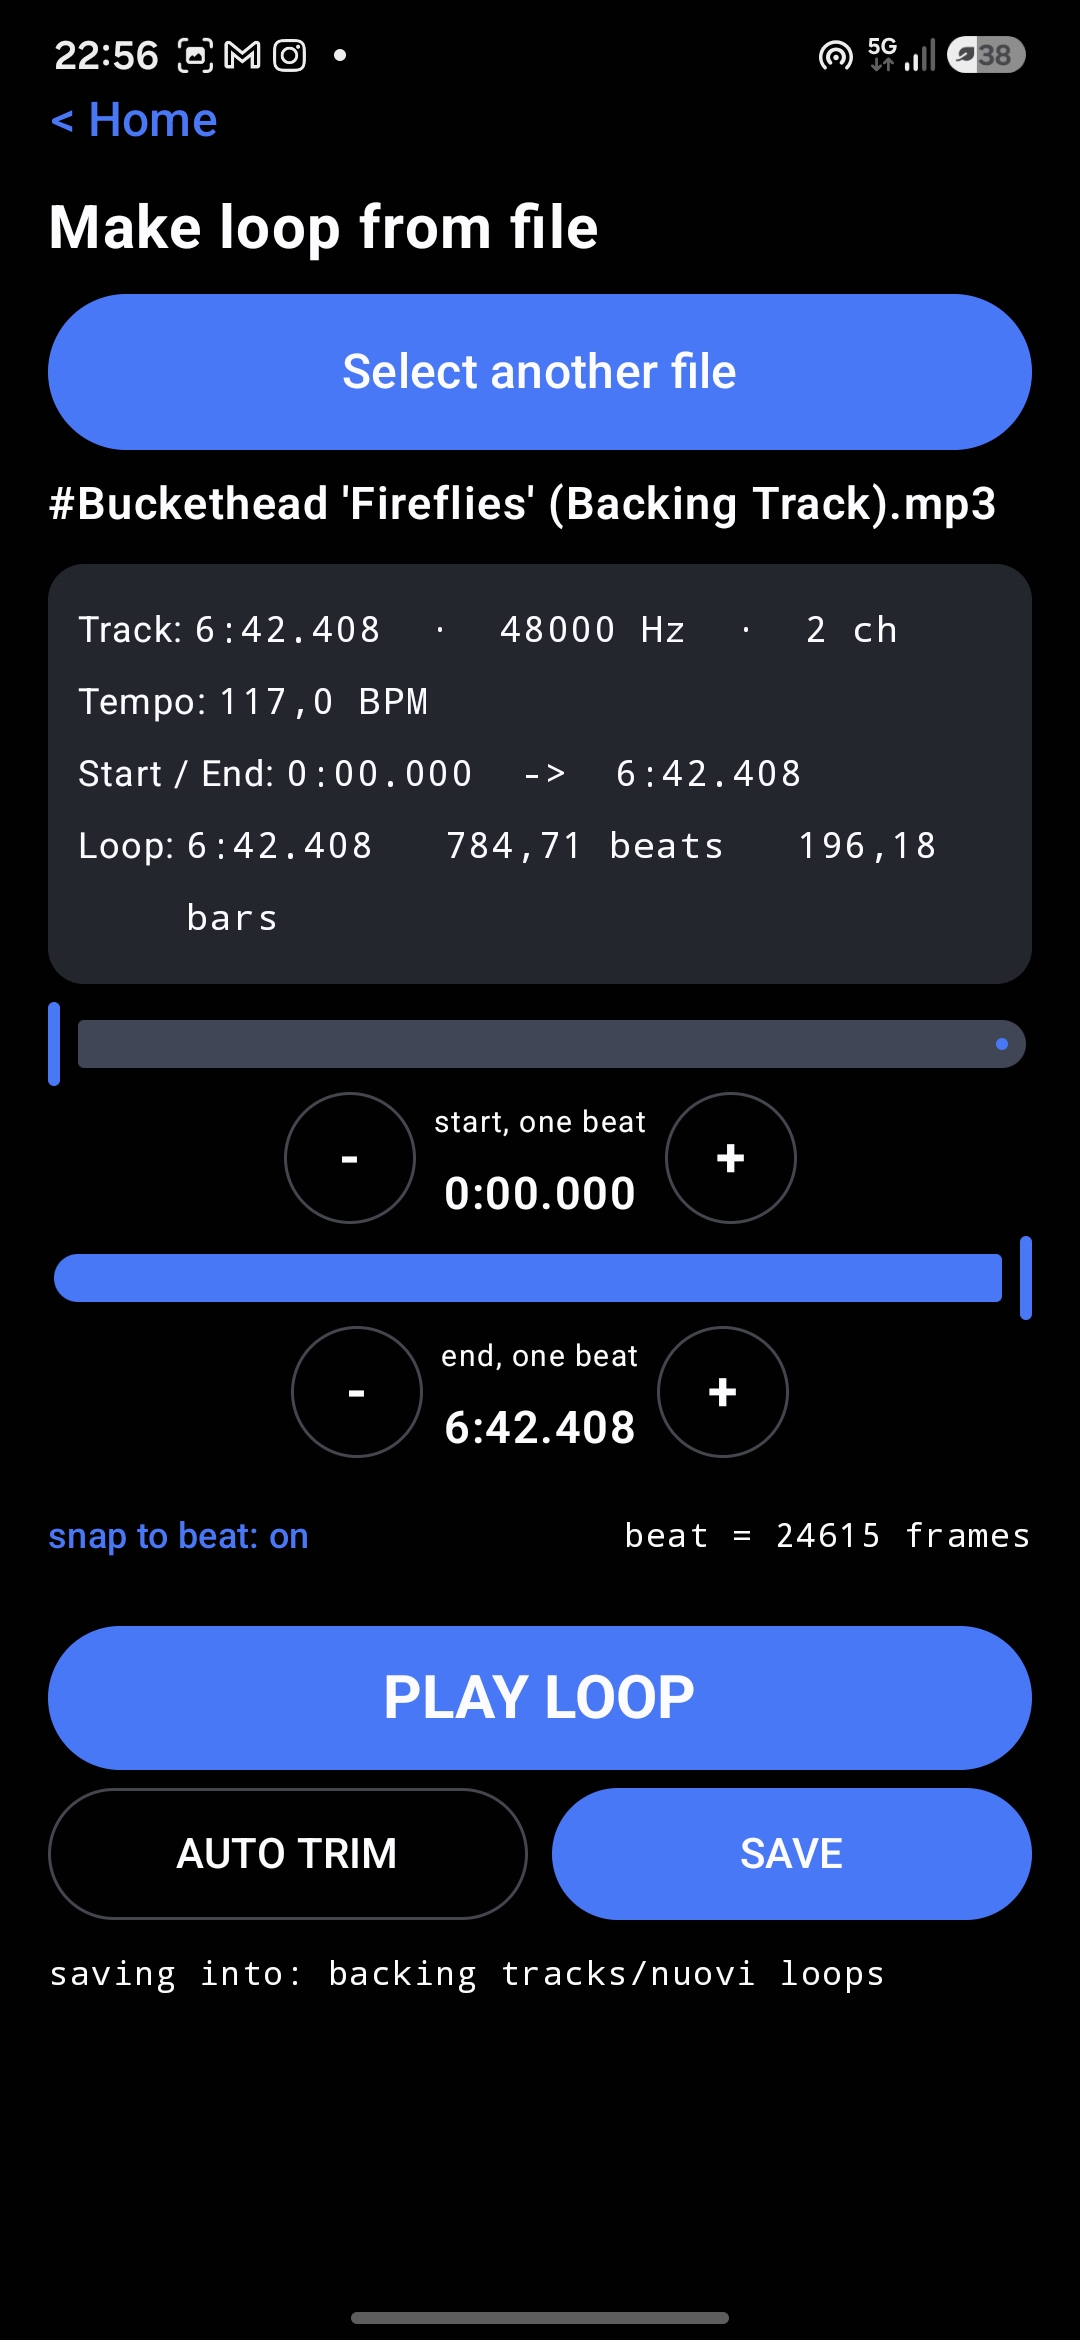 22:56 5G 38
< Home
Make loop from file
Select another file
#Buckethead 'Fireflies' (Backing Track).mp3
Track: 6:42.408 · 48000 Hz · 2 ch
Tempo: 117,0 BPM
Start / End: 0:00.000 -> 6:42.408
Loop: 6:42.408 784,71 beats 196,18
bars
start, one beat
- 0:00.000 +
end, one beat
- 6:42.408 +
snap to beat: on beat = 24615 frames
PLAY LOOP
AUTO TRIM SAVE
saving into: backing tracks/nuovi loops